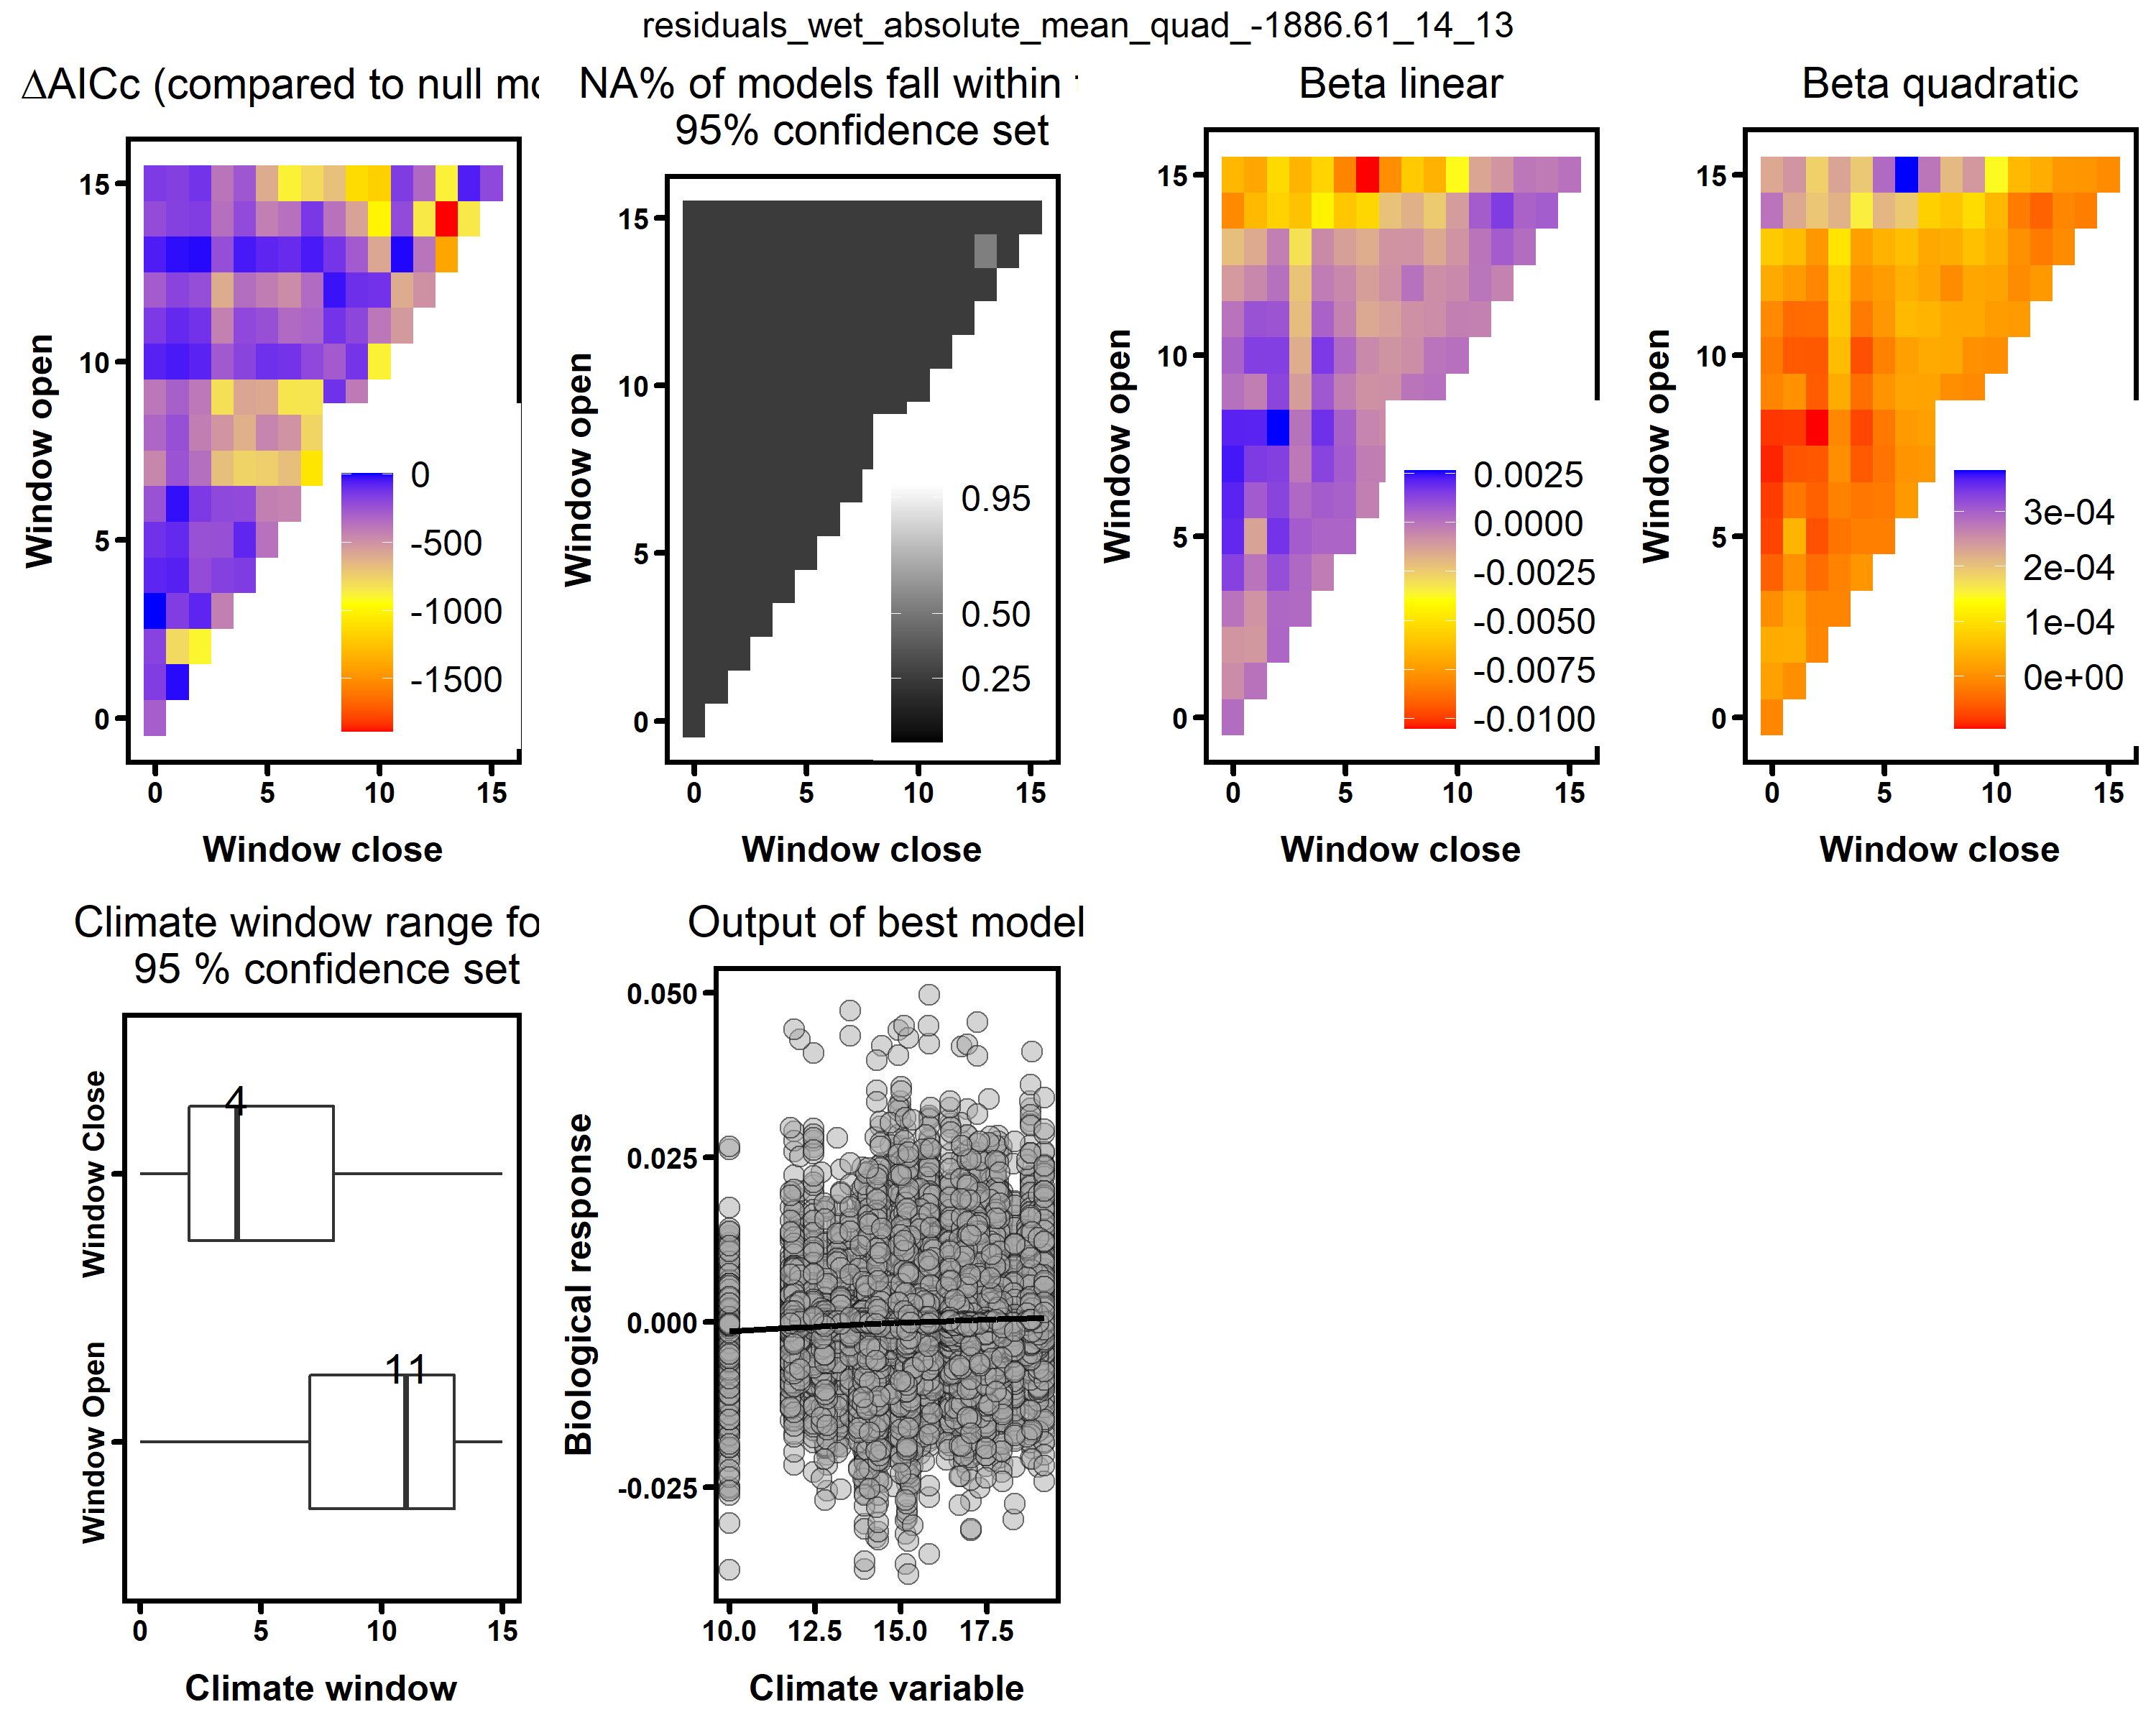 residuals_wet_absolute_mean_quad_-1886.61_14_13
ΔAICc (compared to null mo
Window open
15
10
5
0
0
-500
-1000
-1500
0 5 10 15
Window close
NA% of models fall within
95% confidence set
Window open
15
10
5
0
0.95
0.50
0.25
0 5 10 15
Window close
Beta linear
Window open
15
10
5
0
0.0025
0.0000
-0.0025
-0.0050
-0.0075
-0.0100
0 5 10 15
Window close
Beta quadratic
Window open
15
10
5
0
3e-04
2e-04
1e-04
0e+00
0 5 10 15
Window close
Climate window range fo
95 % confidence set
Window Close
4
Window Open
11
0 5 10 15
Climate window
Output of best model
Biological response
0.050
0.025
0.000
-0.025
10.0 12.5 15.0 17.5
Climate variable